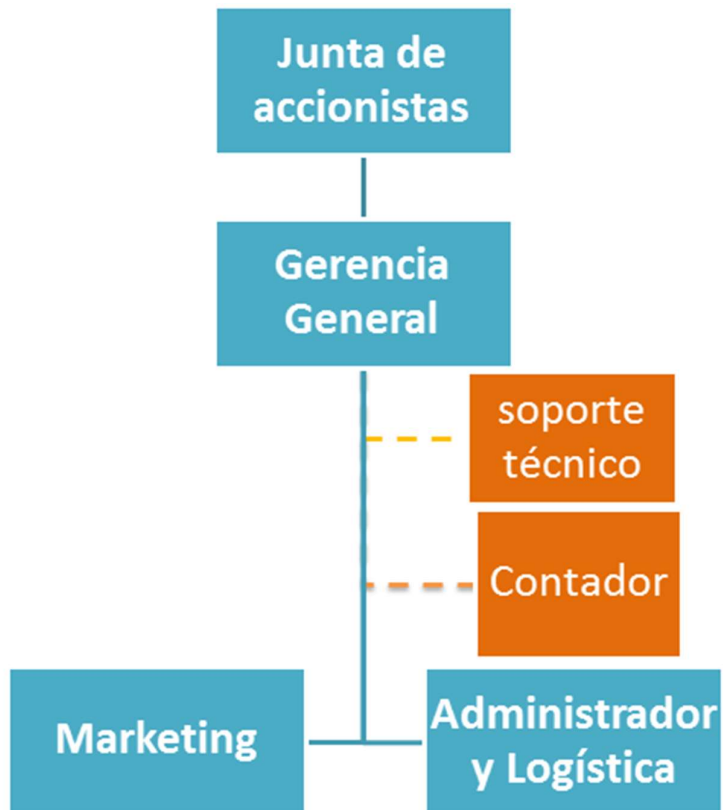 Junta de
accionistas
Gerencia
General
soporte
técnico
Contador
Marketing
Administrador
y Logística